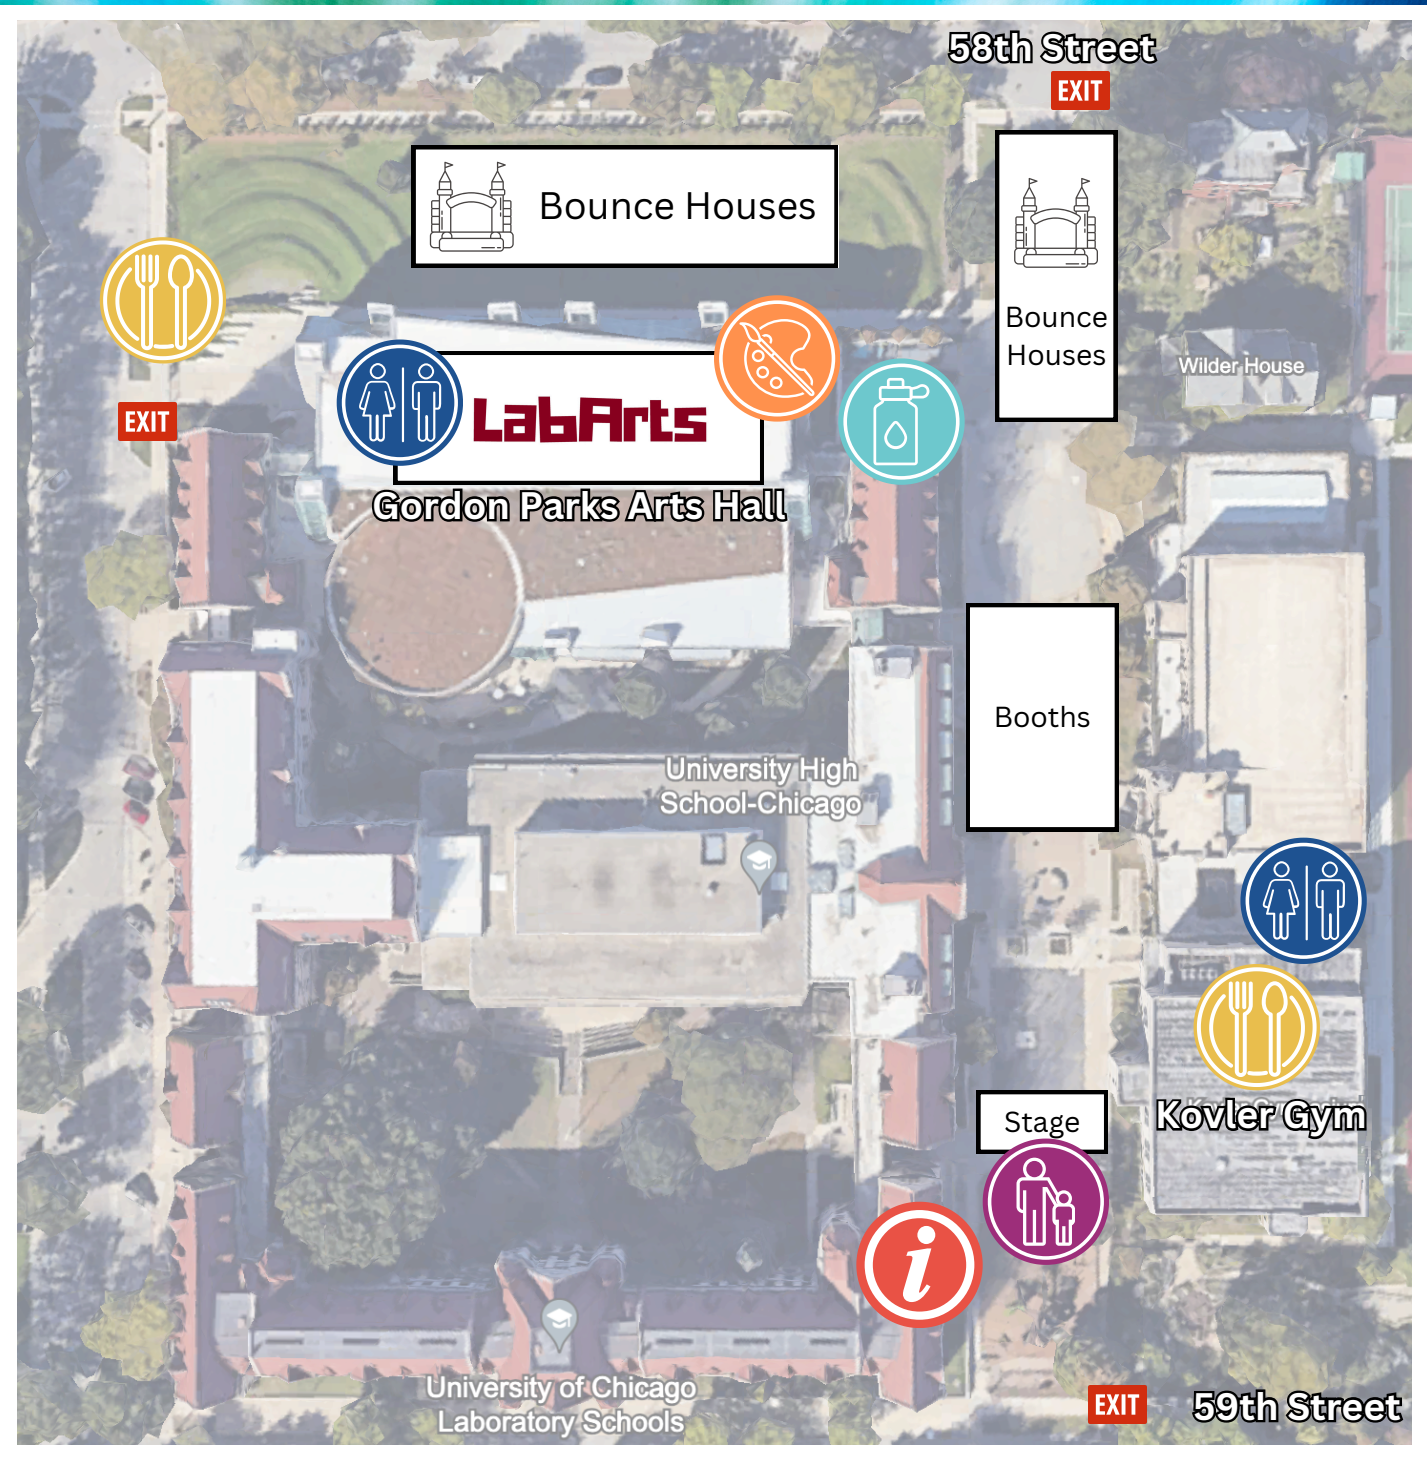 58th Street
EXIT
Bounce Houses
Bounce
Houses
Wilder House
EXIT
LabArts
Gordon Parks Arts Hall
Booths
University High
School-Chicago
Stage
Kovler Gym
i
University of Chicago
Laboratory Schools
EXIT
59th Street